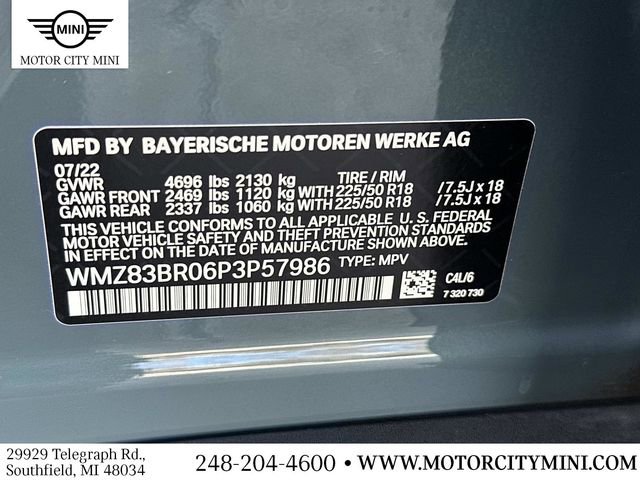 MINI
MOTOR CITY MINI
MFD BY BAYERISCHE MOTOREN WERKE AG
07/22
GVWR 4696 lbs 2130 kg TIRE / RIM
GAWR FRONT 2469 lbs 1120 kg WITH 225/50 R18 / 7.5J x 18
GAWR REAR 2337 lbs 1060 kg WITH 225/50 R18 / 7.5J x 18
THIS VEHICLE CONFORMS TO ALL APPLICABLE U. S. FEDERAL
MOTOR VEHICLE SAFETY AND THEFT PREVENTION STANDARDS
IN EFFECT ON THE DATE OF MANUFACTURE SHOWN ABOVE.
WMZ83BR06P3P57986 TYPE: MPV
C4L/6
7 320 730
29929 Telegraph Rd.,
Southfield, MI 48034
248-204-4600 • WWW.MOTORCITYMINI.COM